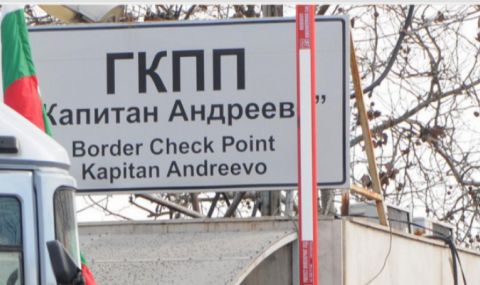 ГКПП
Капитан Андреев”
Border Check Point
Kapitan Andreevo